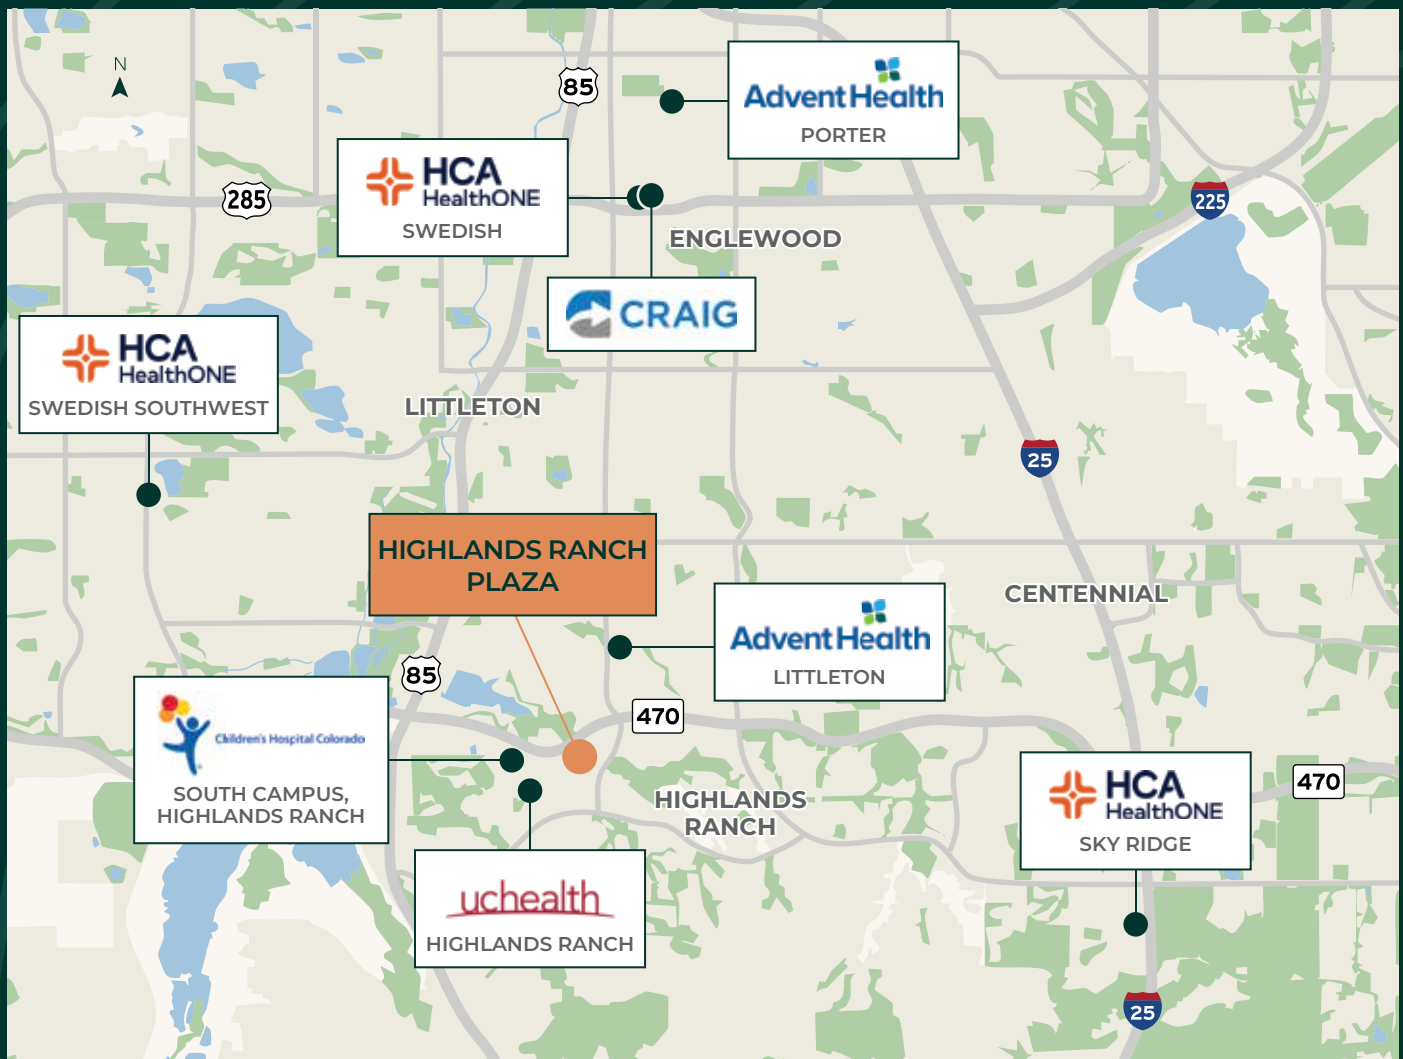 N
85
AdventHealth
PORTER
HCA
HealthONE
SWEDISH
285
225
ENGLEWOOD
CRAIG
HCA
HealthONE
SWEDISH SOUTHWEST
LITTLETON
25
HIGHLANDS RANCH
PLAZA
CENTENNIAL
AdventHealth
LITTLETON
85
470
Children's Hospital Colorado
SOUTH CAMPUS,
HIGHLANDS RANCH
HIGHLANDS
RANCH
HCA
HealthONE
SKY RIDGE
470
uchealth
HIGHLANDS RANCH
25